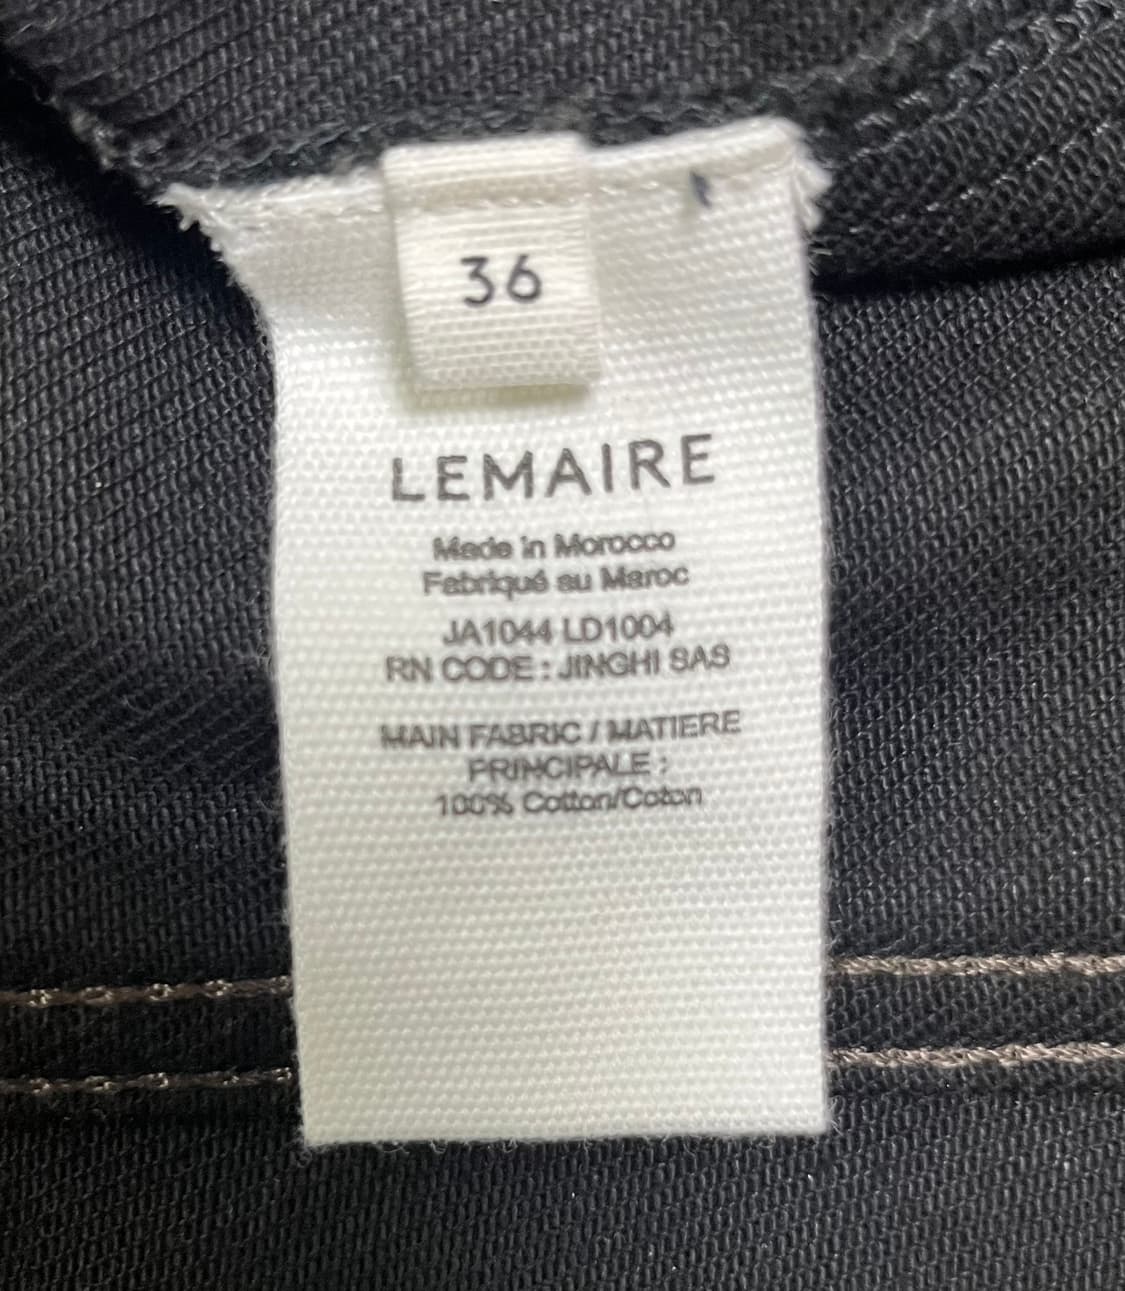 36
LEMAIRE
Made in Morocco
Fabriqué au Maroc
JA1044 LD1004
RN CODE : JINGHI SAS
MAIN FABRIC / MATIERE
PRINCIPALE :
100% Cotton/Coton